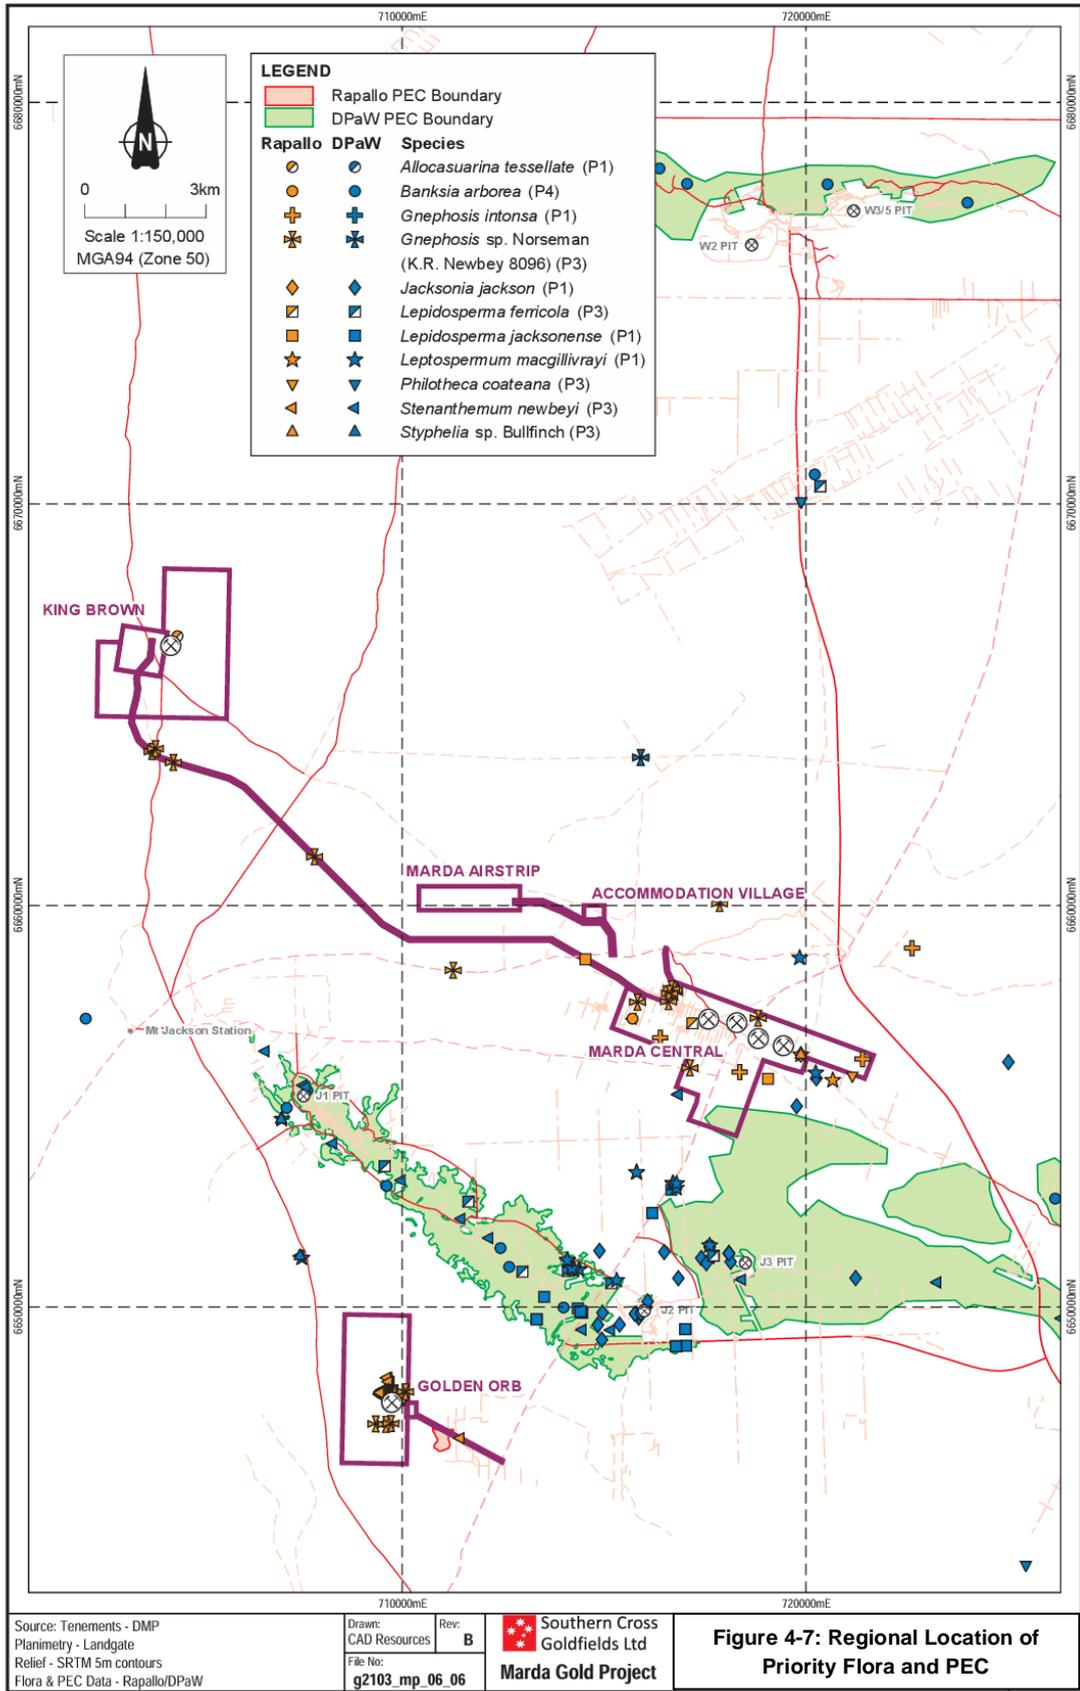 710000mE
720000mE
6680000mN
6680000mN
N
0 3km
Scale 1:150,000
MGA94 (Zone 50)
LEGEND
Rapallo PEC Boundary
DPaW PEC Boundary
Rapallo DPaW Species
Allocasuarina tessellate (P1)
Banksia arborea (P4)
Gnephosis intonsa (P1)
Gnephosis sp. Norseman
(K.R. Newbey 8096) (P3)
Jacksonia jackson (P1)
Lepidosperma ferricola (P3)
Lepidosperma jacksonense (P1)
Leptospermum macgillivrayi (P1)
Philotheca coateana (P3)
Stenanthemum newbeyi (P3)
Styphelia sp. Bullfinch (P3)
W3/5 PIT
W2 PIT
6670000mN
6670000mN
KING BROWN
MARDA AIRSTRIP
ACCOMMODATION VILLAGE
6660000mN
6660000mN
Mt Jackson Station
MARDA CENTRAL
J1 PIT
J3 PIT
J2 PIT
6650000mN
6650000mN
GOLDEN ORB
710000mE
720000mE
Source: Tenements - DMP
Planimetry - Landgate
Relief - SRTM 5m contours
Flora & PEC Data - Rapallo/DPaW
Drawn:
CAD Resources
Rev:
B
File No:
g2103_mp_06_06
Southern Cross
Goldfields Ltd
Marda Gold Project
Figure 4-7: Regional Location of
Priority Flora and PEC